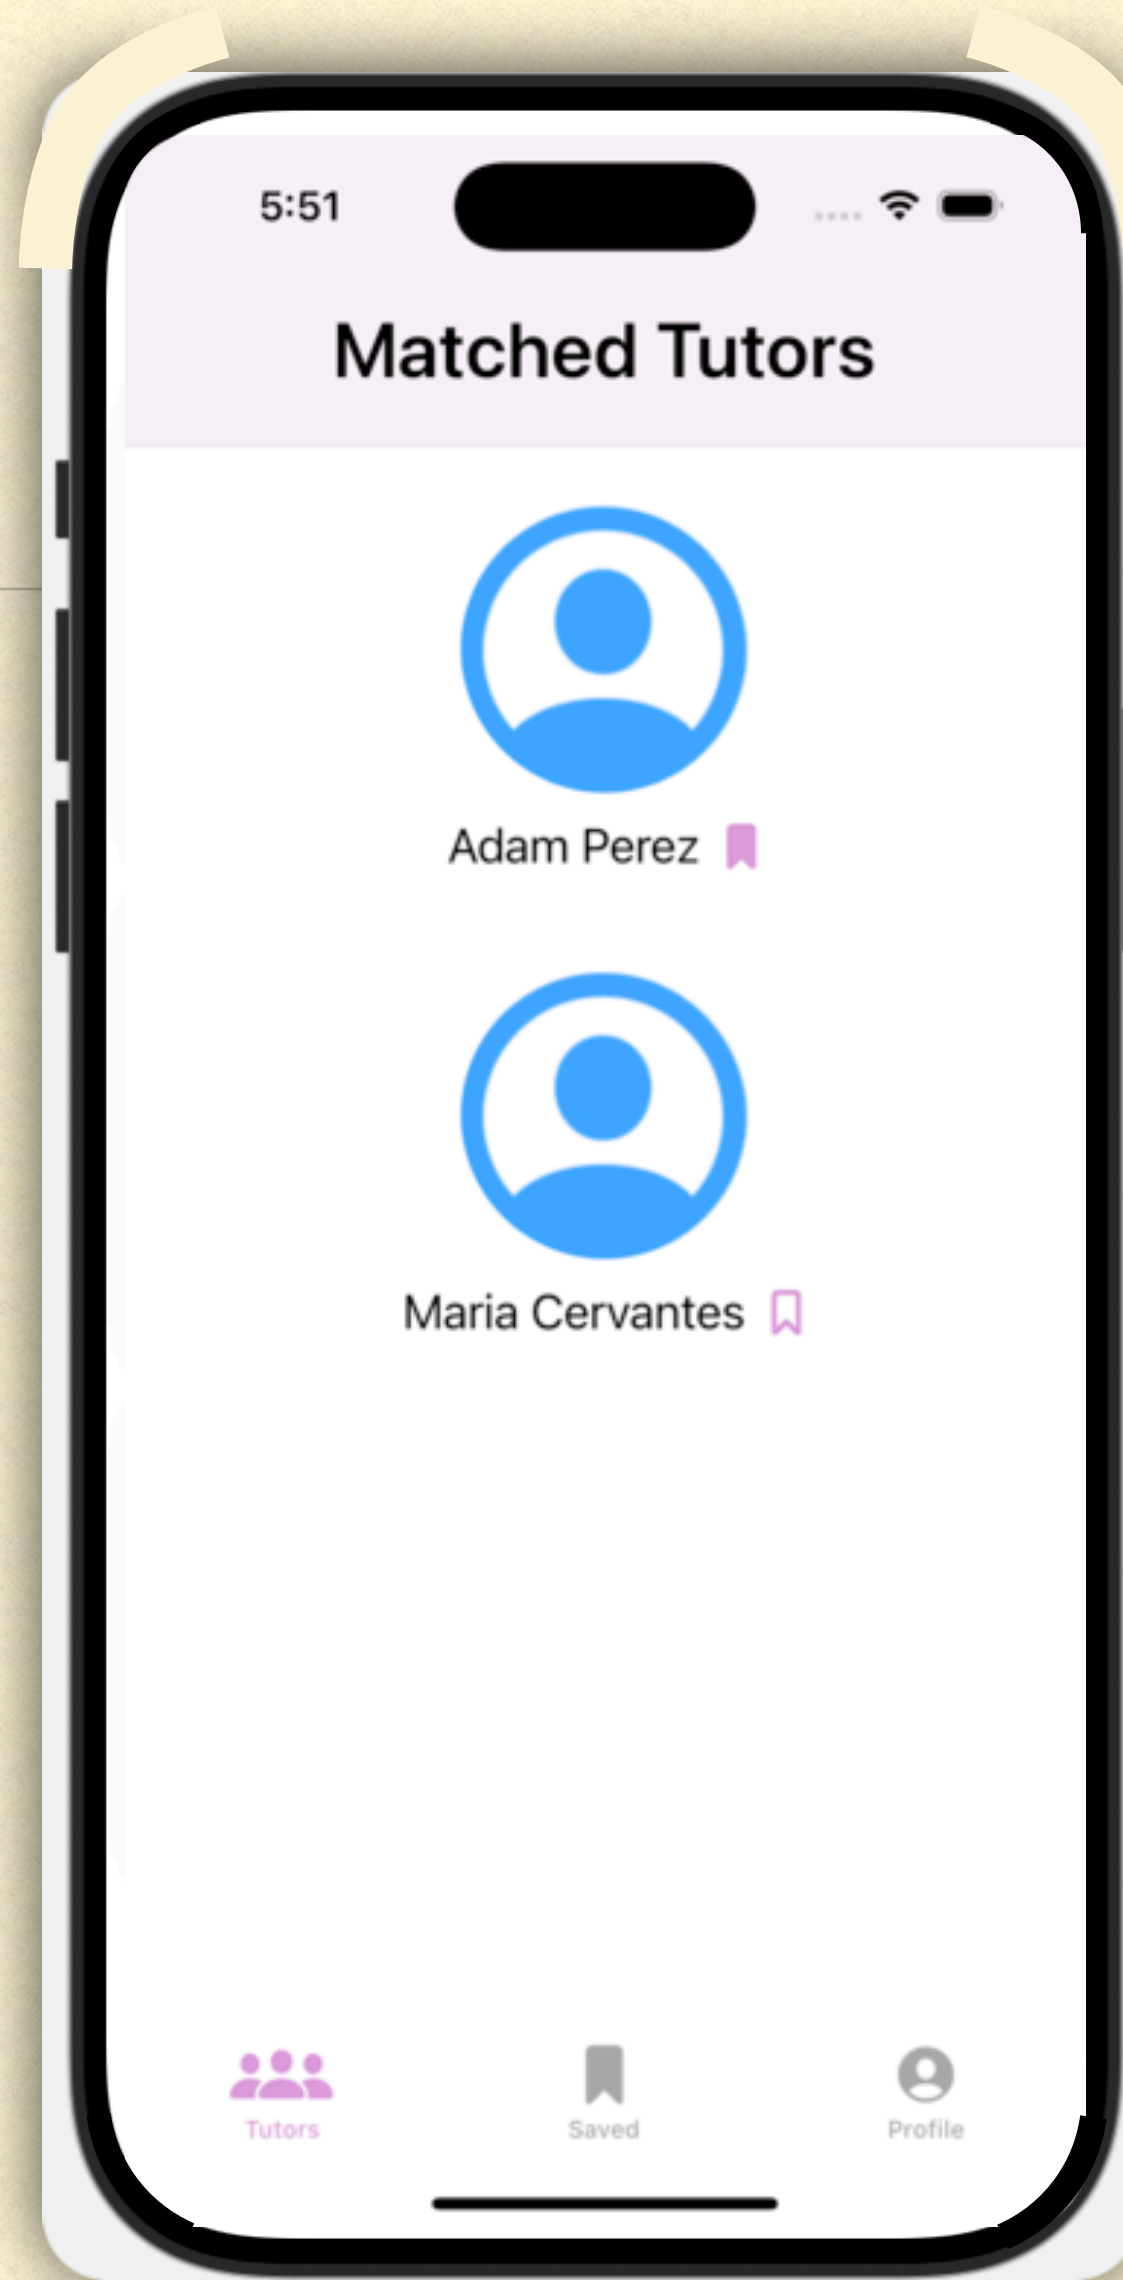 5:51
Matched Tutors
Adam Perez
Maria Cervantes
Tutors
Saved
Profile